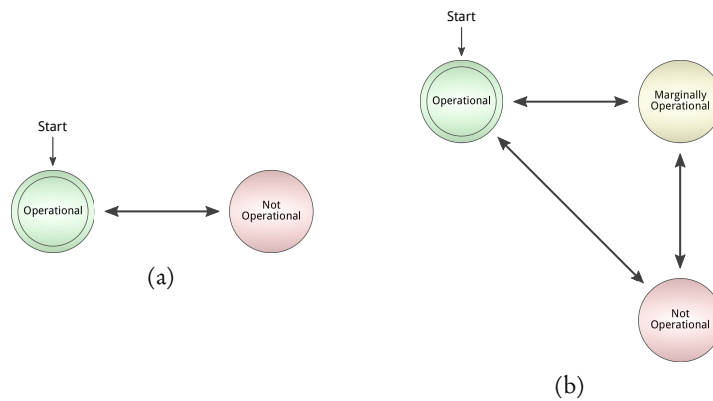 Start
Operational
Not
Operational
(a)
Start
Operational
Marginally
Operational
Not
Operational
(b)